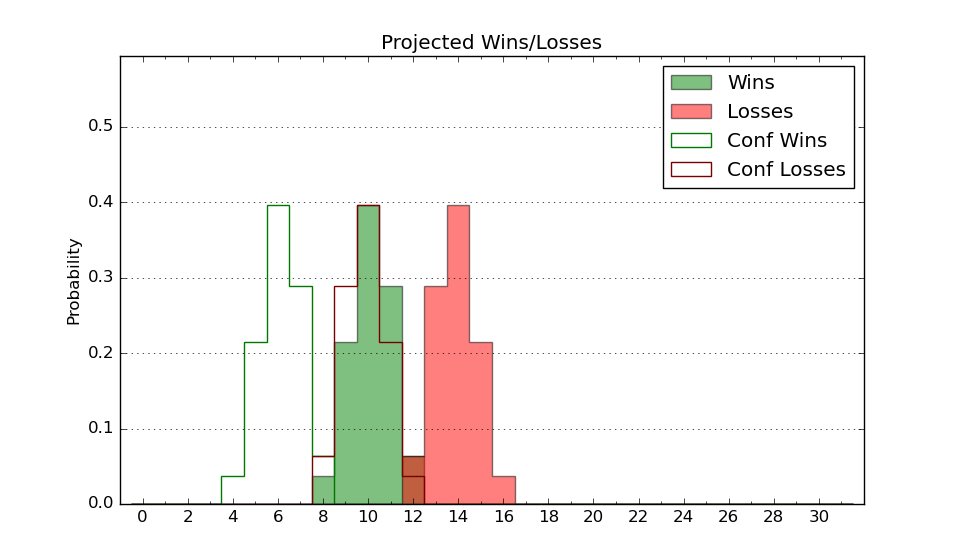 Projected Wins/Losses
Wins
Losses
Conf Wins
Conf Losses
Probability
0.5
0.4
0.3
0.2
0.1
0.0
0 2 4 6 8 10 12 14 16 18 20 22 24 26 28 30